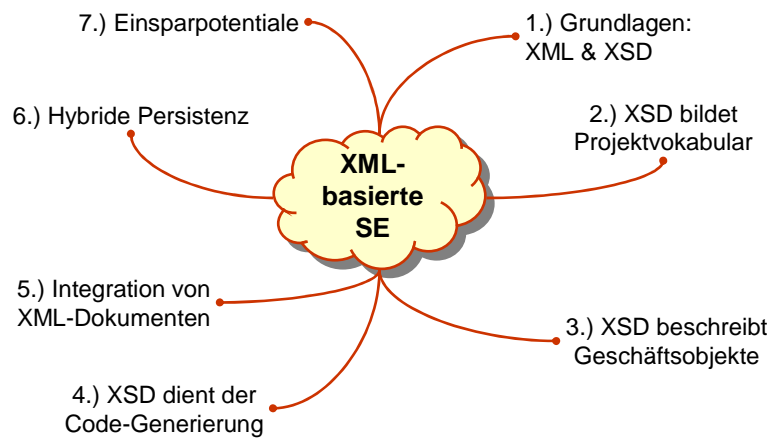 7.) Einsparpotentiale
1.) Grundlagen:
XML & XSD
6.) Hybride Persistenz
2.) XSD bildet
Projektvokabular
XML-
basierte
SE
5.) Integration von
XML-Dokumenten
3.) XSD beschreibt
Geschäftsobjekte
4.) XSD dient der
Code-Generierung